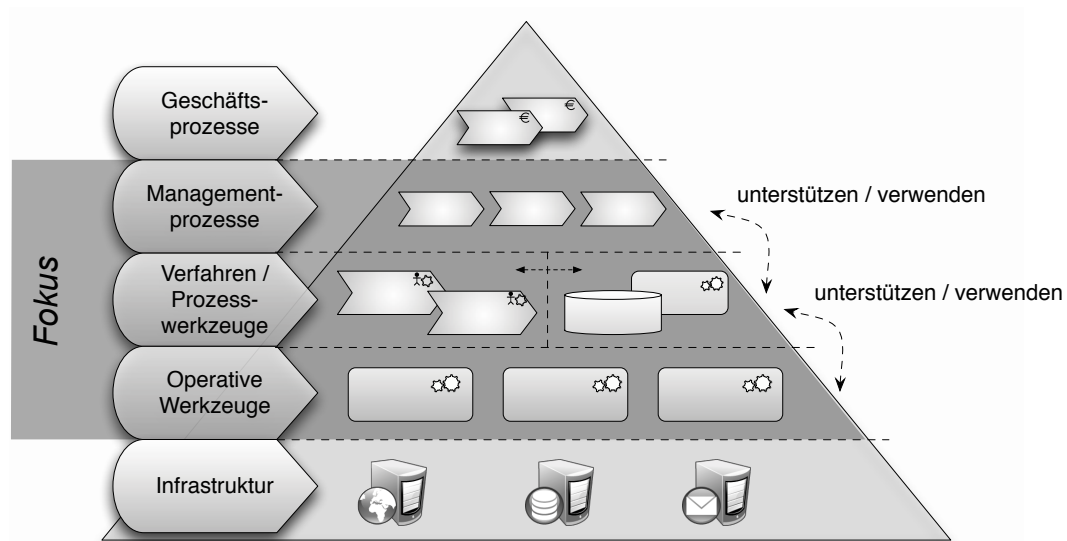 Geschäfts-
prozesse
€
€
Management-
prozesse
unterstützen / verwenden
Fokus
Verfahren /
Prozess-
werkzeuge
unterstützen / verwenden
Operative
Werkzeuge
Infrastruktur